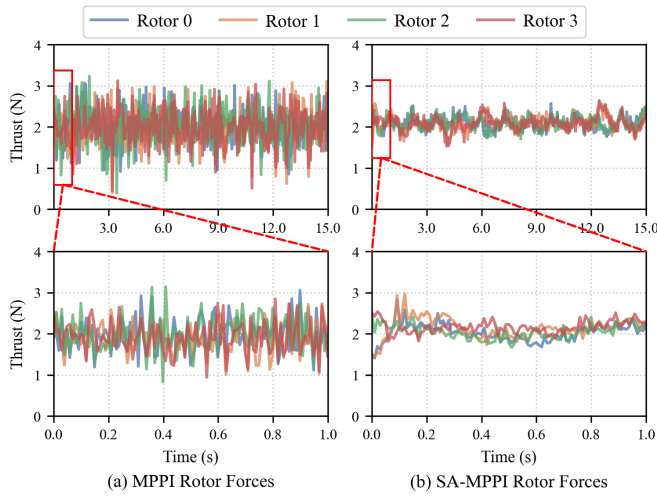 Rotor 0 Rotor 1 Rotor 2 Rotor 3
4 4
3 3
Thrust (N) 2 2
1 1
0 0
3.0 6.0 9.0 12.0 15.0 3.0 6.0 9.0 12.0 15.0
4 4
3 3
Thrust (N) 2 2
1 1
0 0
0.0 0.2 0.4 0.6 0.8 1.0 0.0 0.2 0.4 0.6 0.8 1.0
Time (s) Time (s)
(a) MPPI Rotor Forces (b) SA-MPPI Rotor Forces